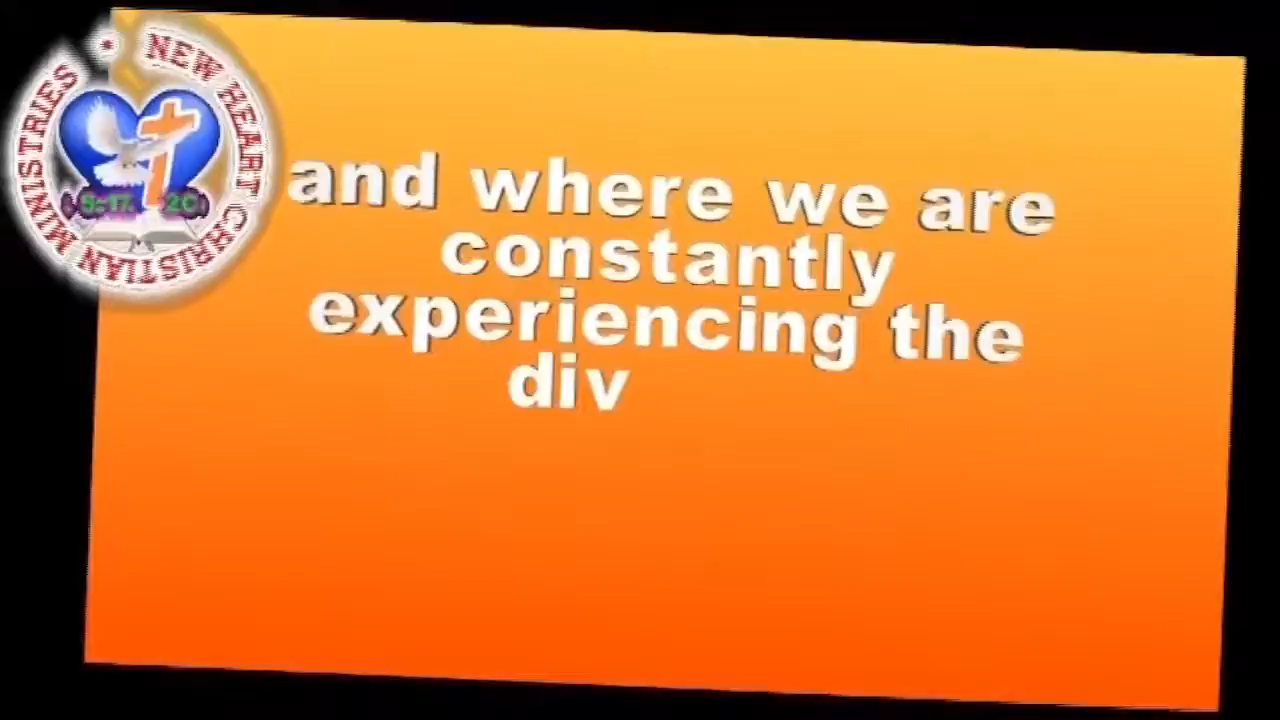 NEW HEART CHRISTIAN MINISTRIES
and where we are
constantly
experiencing the
div